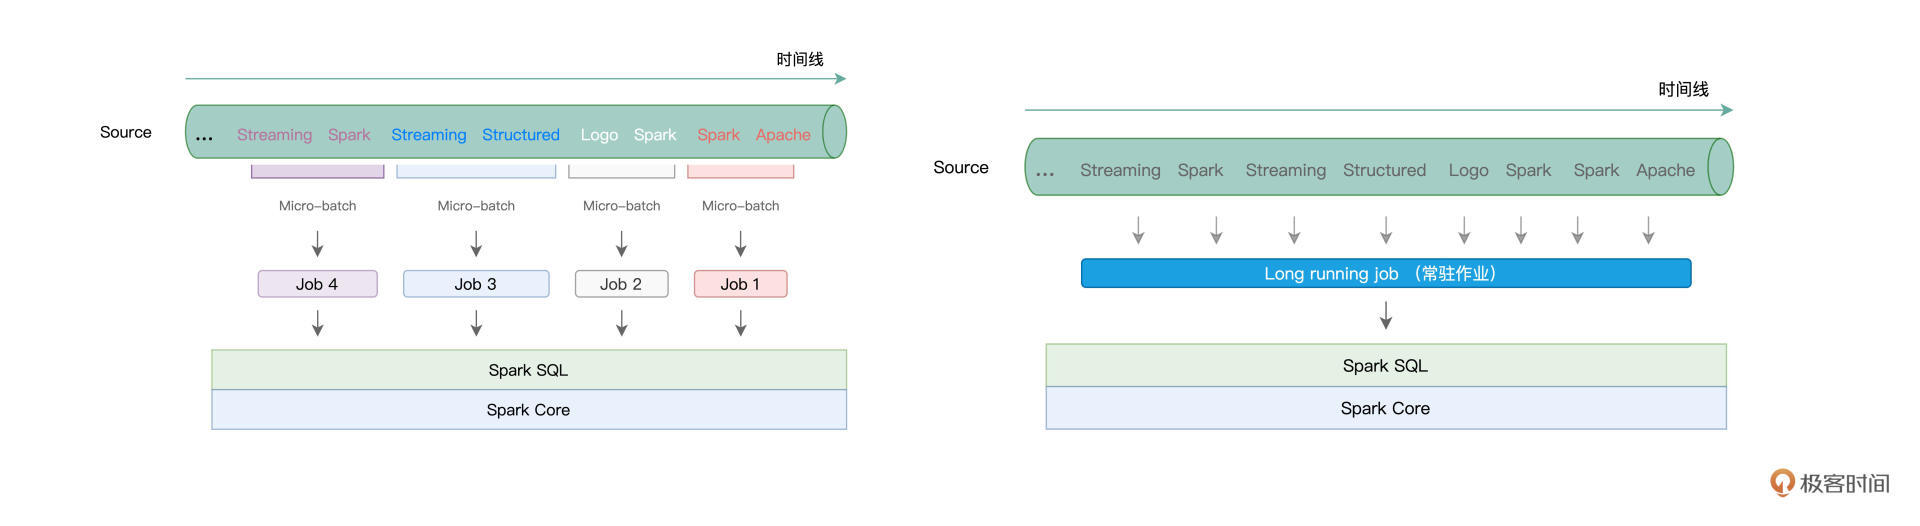 时间线
Source
... Streaming Spark Streaming Structured Logo Spark Spark Apache
Micro-batch Micro-batch Micro-batch Micro-batch
Job 4 Job 3 Job 2 Job 1
Spark SQL
Spark Core
时间线
Source
... Streaming Spark Streaming Structured Logo Spark Spark Apache
Long running job （常驻作业）
Spark SQL
Spark Core
极客时间